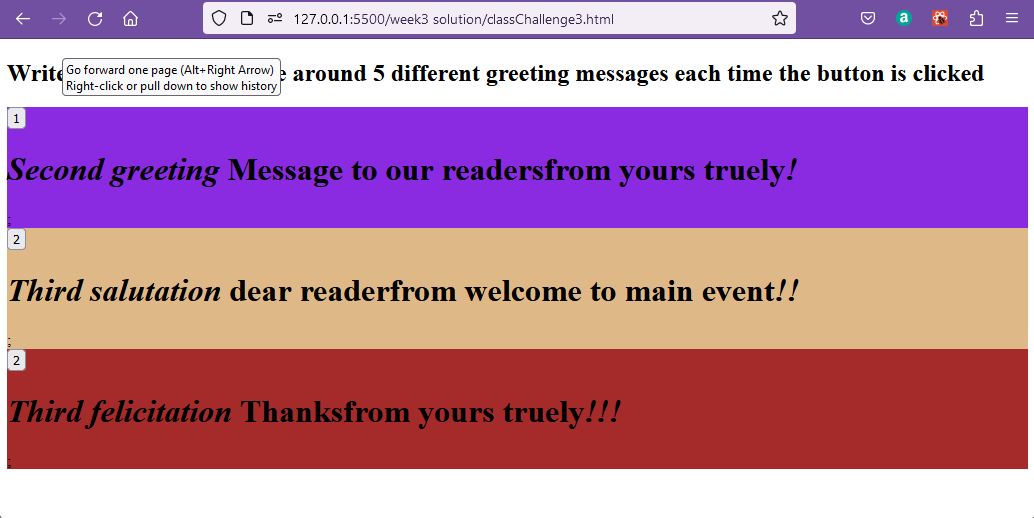 127.0.0.1:5500/week3 solution/classChallenge3.html
Write
Go forward one page (Alt+Right Arrow)
Right-click or pull down to show history
e around 5 different greeting messages each time the button is clicked
1
Second greeting Message to our readersfrom yours truely!
;
2
Third salutation dear readerfrom welcome to main event!!
;
2
Third felicitation Thanksfrom yours truely!!!
;